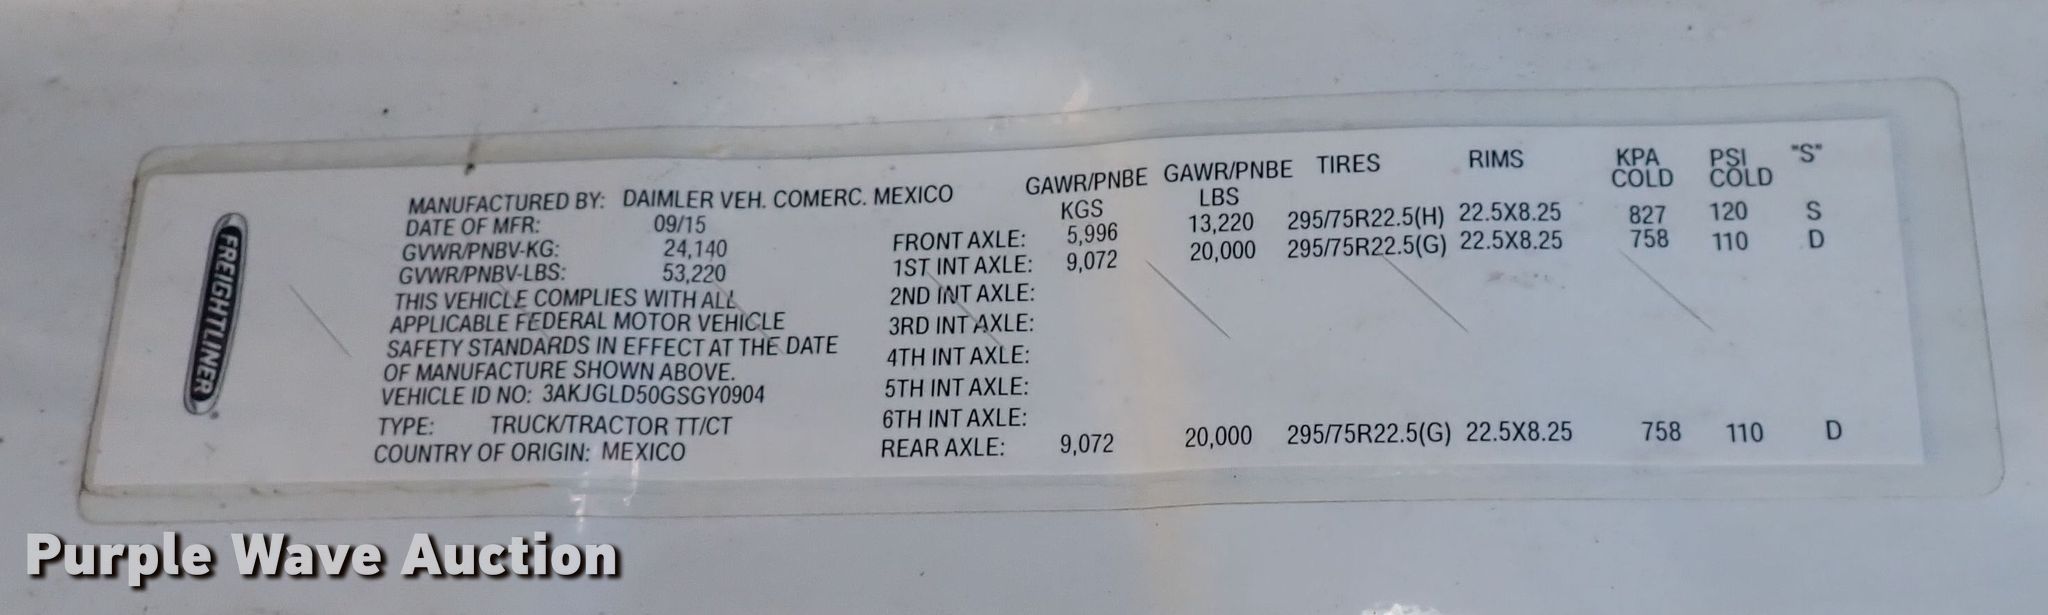 FREIGHTLINER
MANUFACTURED BY: DAIMLER VEH. COMERC. MEXICO
DATE OF MFR: 09/15
GVWR/PNBV-KG: 24,140
GVWR/PNBV-LBS: 53,220
THIS VEHICLE COMPLIES WITH ALL
APPLICABLE FEDERAL MOTOR VEHICLE
SAFETY STANDARDS IN EFFECT AT THE DATE
OF MANUFACTURE SHOWN ABOVE.
VEHICLE ID NO: 3AKJGLD50GSGY0904
TYPE: TRUCK/TRACTOR TT/CT
COUNTRY OF ORIGIN: MEXICO
GAWR/PNBE GAWR/PNBE TIRES RIMS KPA PSI "S"
KGS LBS COLD COLD
FRONT AXLE: 5,996 13,220 295/75R22.5(H) 22.5X8.25 827 120 S
1ST INT AXLE: 9,072 20,000 295/75R22.5(G) 22.5X8.25 758 110 D
2ND INT AXLE:
3RD INT AXLE:
4TH INT AXLE:
5TH INT AXLE:
6TH INT AXLE:
REAR AXLE: 9,072 20,000 295/75R22.5(G) 22.5X8.25 758 110 D
Purple Wave Auction